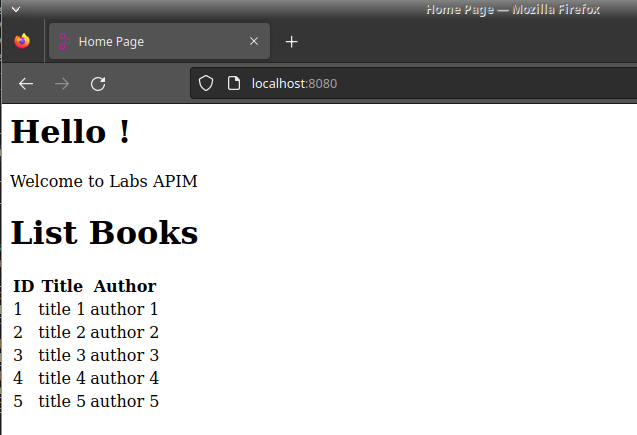 Home Page — Mozilla Firefox
Home Page
localhost:8080
Hello !
Welcome to Labs APIM
List Books
ID Title Author
1 title 1 author 1
2 title 2 author 2
3 title 3 author 3
4 title 4 author 4
5 title 5 author 5